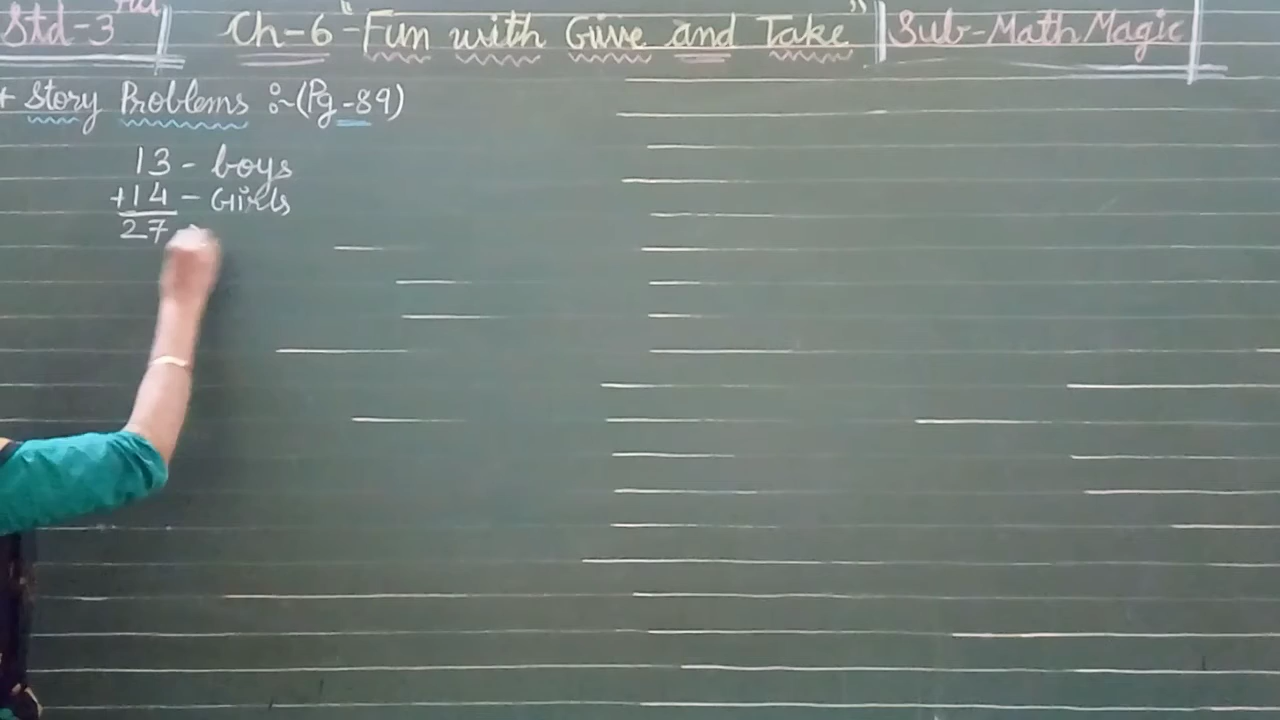 Std-3rd Ch-6 "Fun with Give and Take" Sub-Math Magic
+ Story Problems :~ (Pg-89)
13 - boys
+14 - Girls
27